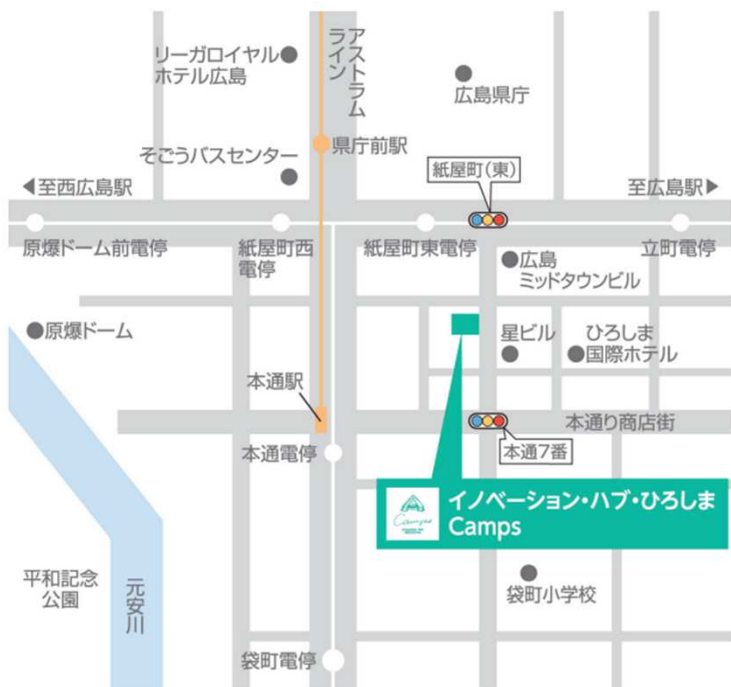 リーガロイヤル
ホテル広島
アストラム
ライン
広島県庁
県庁前駅
そごうバスセンター
紙屋町(東)
◀至西広島駅
至広島駅▶
原爆ドーム前電停
紙屋町西
電停
紙屋町東電停
立町電停
広島
ミッドタウンビル
原爆ドーム
星ビル
ひろしま
国際ホテル
本通駅
本通り商店街
本通電停
本通7番
イノベーション・ハブ・ひろしま
Camps
Camps
平和記念
公園
元安川
袋町小学校
袋町電停